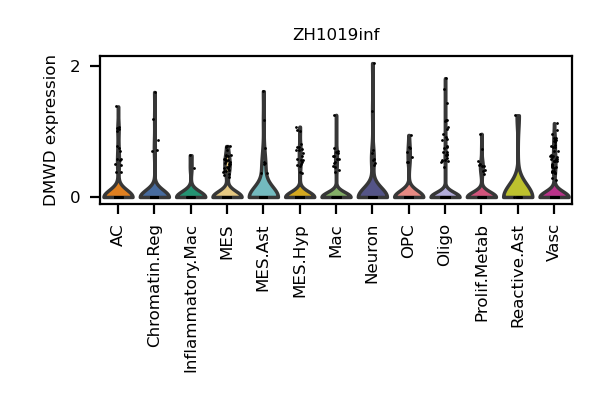 ZH1019inf
DMWD expression
2
0
AC
Chromatin.Reg
Inflammatory.Mac
MES
MES.Ast
MES.Hyp
Mac
Neuron
OPC
Oligo
Prolif.Metab
Reactive.Ast
Vasc